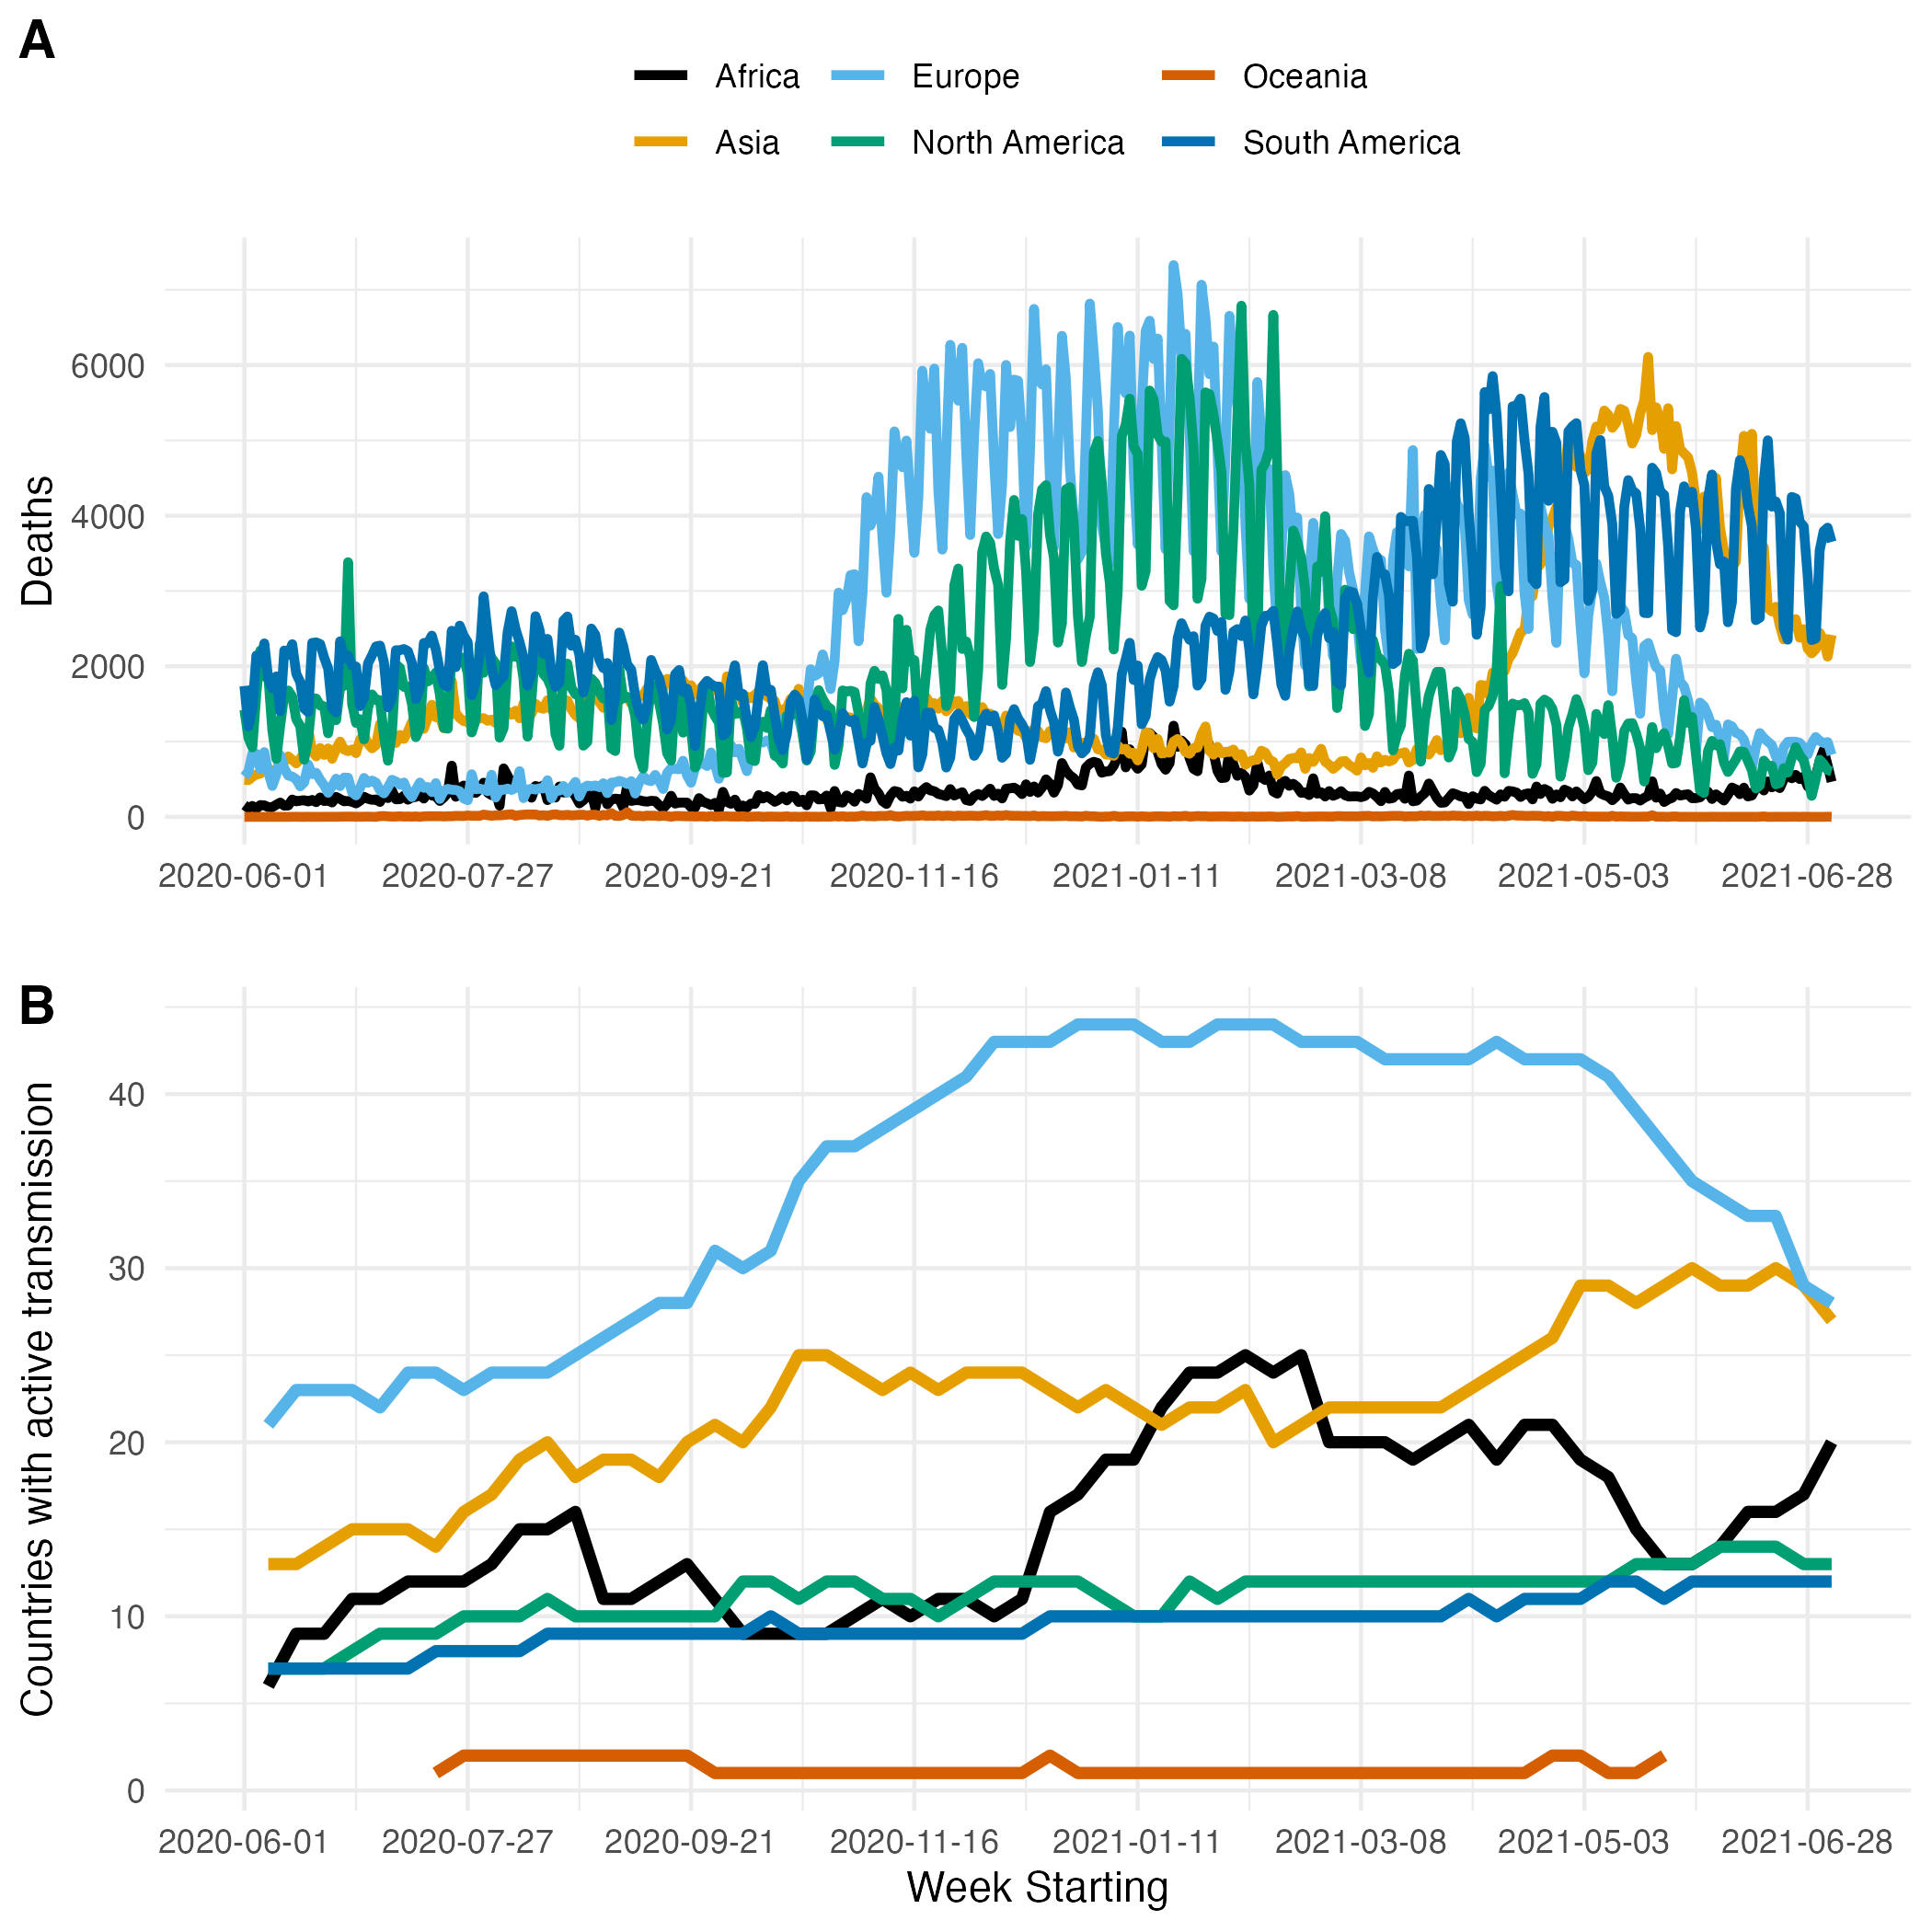 A
Africa Europe Oceania
Asia North America South America
Deaths
6000
4000
2000
0
2020-06-01 2020-07-27 2020-09-21 2020-11-16 2021-01-11 2021-03-08 2021-05-03 2021-06-28
B
Countries with active transmission
40
30
20
10
0
2020-06-01 2020-07-27 2020-09-21 2020-11-16 2021-01-11 2021-03-08 2021-05-03 2021-06-28
Week Starting